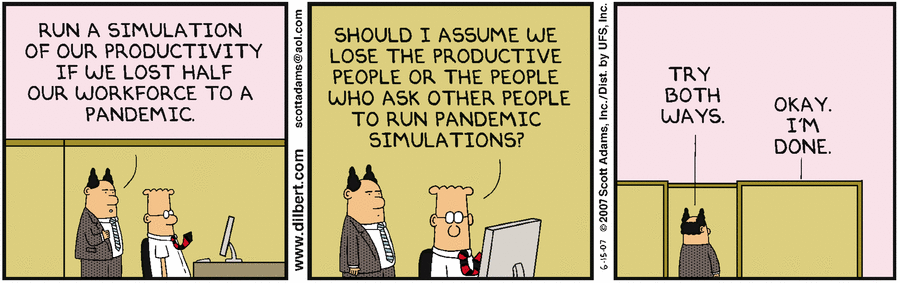 RUN A SIMULATION
OF OUR PRODUCTIVITY
IF WE LOST HALF
OUR WORKFORCE TO A
PANDEMIC.
www.dilbert.com
scottadams@aol.com
SHOULD I ASSUME WE
LOSE THE PRODUCTIVE
PEOPLE OR THE PEOPLE
WHO ASK OTHER PEOPLE
TO RUN PANDEMIC
SIMULATIONS?
6-15-07 ©2007 Scott Adams, Inc./Dist. by UFS, Inc.
TRY
BOTH
WAYS.
OKAY.
I'M
DONE.